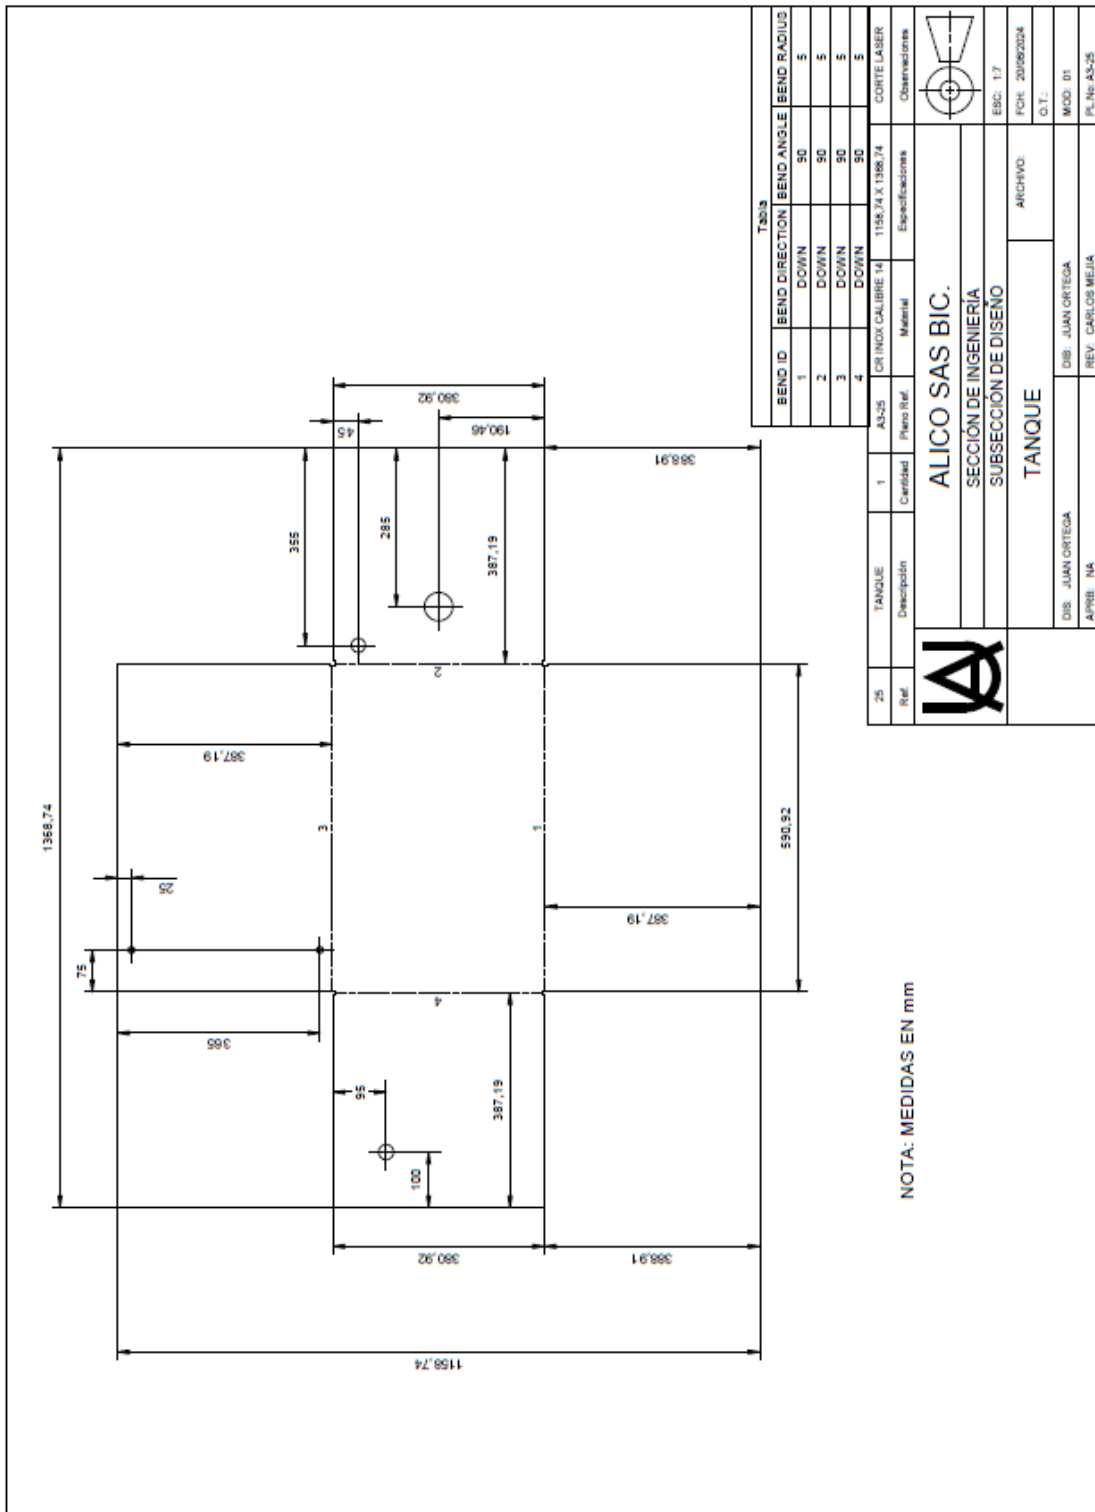 Tabla
BEND ID BEND DIRECTION BEND ANGLE BEND RADIUS
1 DOWN 90 5
2 DOWN 90 5
3 DOWN 90 5
4 DOWN 90 5
25 TANQUE 1 A3-25 CR INOX CALIBRE 14 1158,74 X 1368,74 CORTE LASER
Ref. Descripción Cantidad Plano Ref. Material Especificaciones Observaciones
ALICO SAS BIC.
SECCIÓN DE INGENIERÍA
SUBSECCIÓN DE DISEÑO
ESC: 1:7
TANQUE
ARCHIVO:
FCH: 20/06/2024
O.T.:
DIS: JUAN ORTEGA
DIB: JUAN ORTEGA
MOD: 01
APRB: NA
REV: CARLOS MEJIA
PL.No: A3-25
1368,74
75
25
387,19
355
45
380,92
285
190,46
387,19
388,91
365
3
2
4
1
95
100
387,19
387,19
590,92
380,92
388,91
1158,74
NOTA: MEDIDAS EN mm